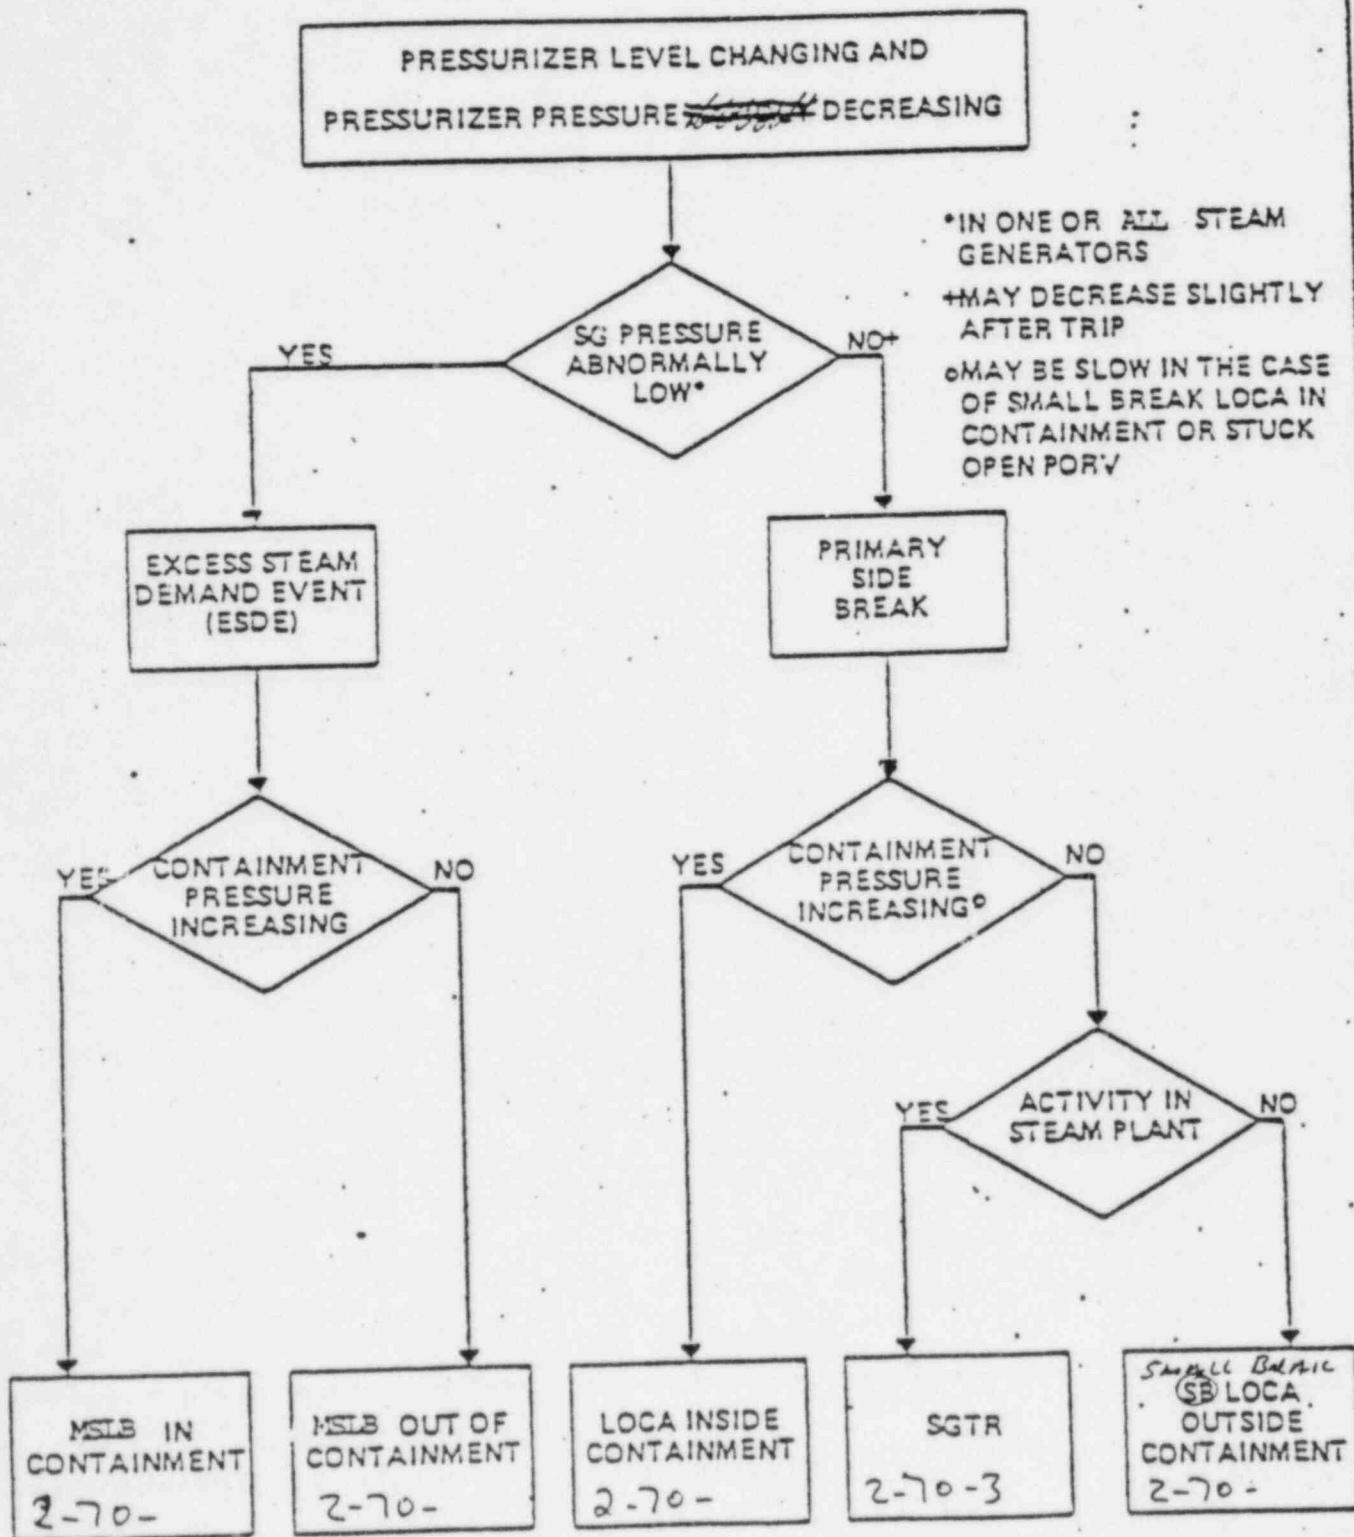 PRESSURIZER LEVEL CHANGING AND
PRESSURIZER PRESSURE DECREASING
*IN ONE OR ALL STEAM
GENERATORS
+MAY DECREASE SLIGHTLY
AFTER TRIP
oMAY BE SLOW IN THE CASE
OF SMALL BREAK LOCA IN
CONTAINMENT OR STUCK
OPEN PORV
SG PRESSURE
ABNORMALLY
LOW*
YES
NO+
EXCESS STEAM
DEMAND EVENT
(ESDE)
PRIMARY
SIDE
BREAK
YES
CONTAINMENT
PRESSURE
INCREASING
NO
YES
CONTAINMENT
PRESSURE
INCREASINGo
NO
YES
ACTIVITY IN
STEAM PLANT
NO
MSLB IN
CONTAINMENT
2-70-
MSLB OUT OF
CONTAINMENT
2-70-
LOCA INSIDE
CONTAINMENT
2-70-
SGTR
2-70-3
SMALL BREAK
SB LOCA
OUTSIDE
CONTAINMENT
2-70-